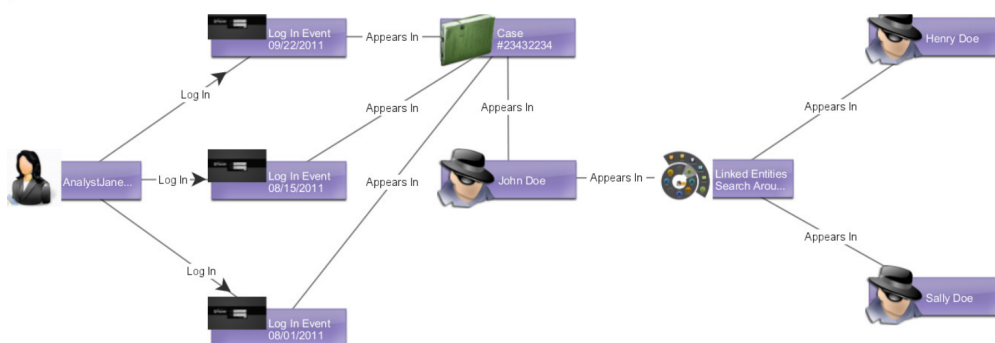 Log In Event
09/22/2011
Appears In
Case
#23432234
Henry Doe
Log In
Appears In
Appears In
Appears In
AnalystJane...
Log In
Log In Event
08/15/2011
Appears In
John Doe
Appears In
Linked Entities
Search Arou...
Appears In
Log In
Log In Event
08/01/2011
Sally Doe